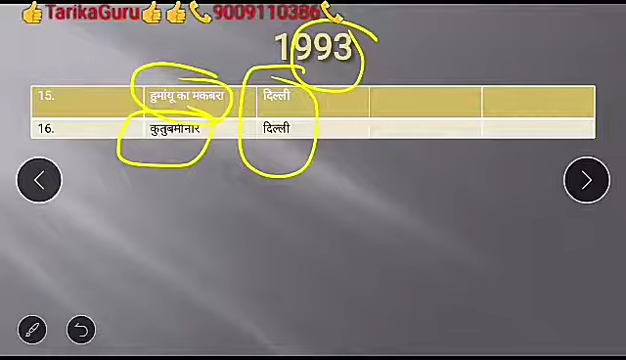 👍TarikaGuru👍👍📞9009110386📞
1993
15. हुमांयू का मकबरा दिल्ली
16. कुतुबमीनार दिल्ली